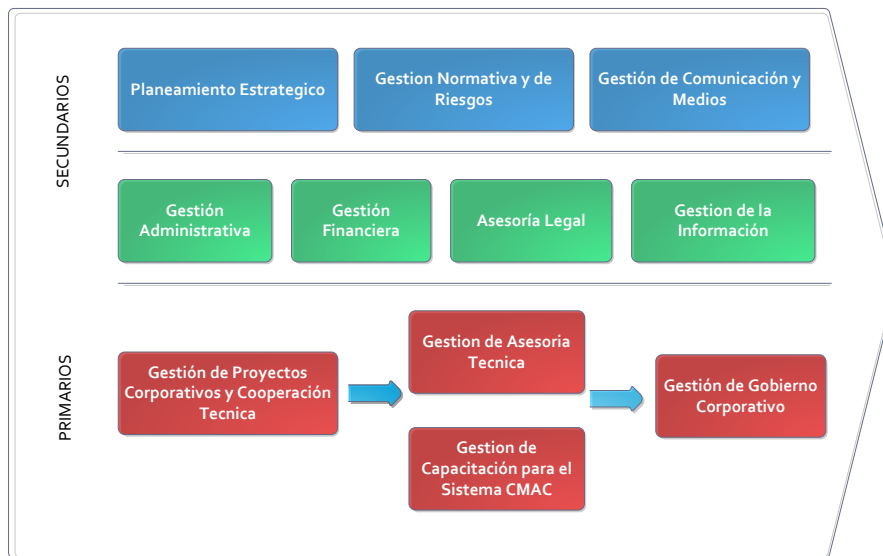 SECUNDARIOS
Planeamiento Estrategico
Gestion Normativa y de
Riesgos
Gestión de Comunicación y
Medios
Gestión
Administrativa
Gestión
Financiera
Asesoría Legal
Gestion de la
Información
PRIMARIOS
Gestión de Proyectos
Corporativos y Cooperación
Tecnica
Gestion de Asesoria
Tecnica
Gestion de
Capacitación para el
Sistema CMAC
Gestión de Gobierno
Corporativo